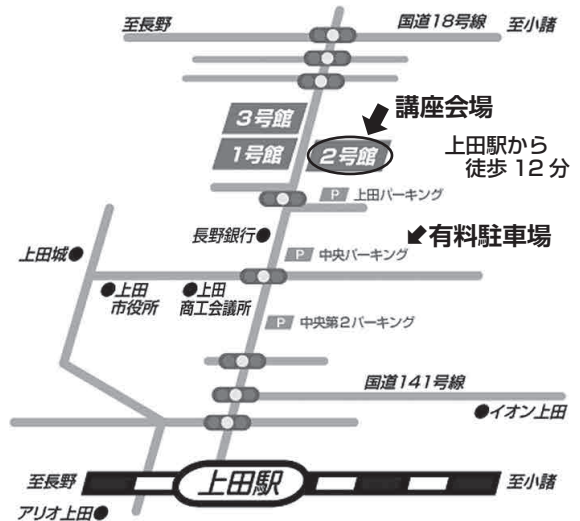 至長野
国道18号線
至小諸
3号館
講座会場
1号館
2号館
上田駅から
徒歩 12 分
P 上田パーキング
長野銀行
有料駐車場
上田城
P 中央パーキング
上田
市役所
上田
商工会議所
P 中央第2パーキング
国道141号線
イオン上田
至長野
上田駅
至小諸
アリオ上田